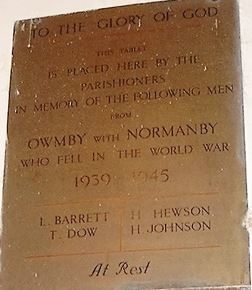 TO THE GLORY OF GOD
THIS TABLET
IS PLACED HERE BY THE
PARISHIONERS
IN MEMORY OF THE FOLLOWING MEN
FROM
OWMBY WITH NORMANBY
WHO FELL IN THE WORLD WAR
1939 - 1945
L. BARRETT H. HEWSON
T. DOW H. JOHNSON
At Rest